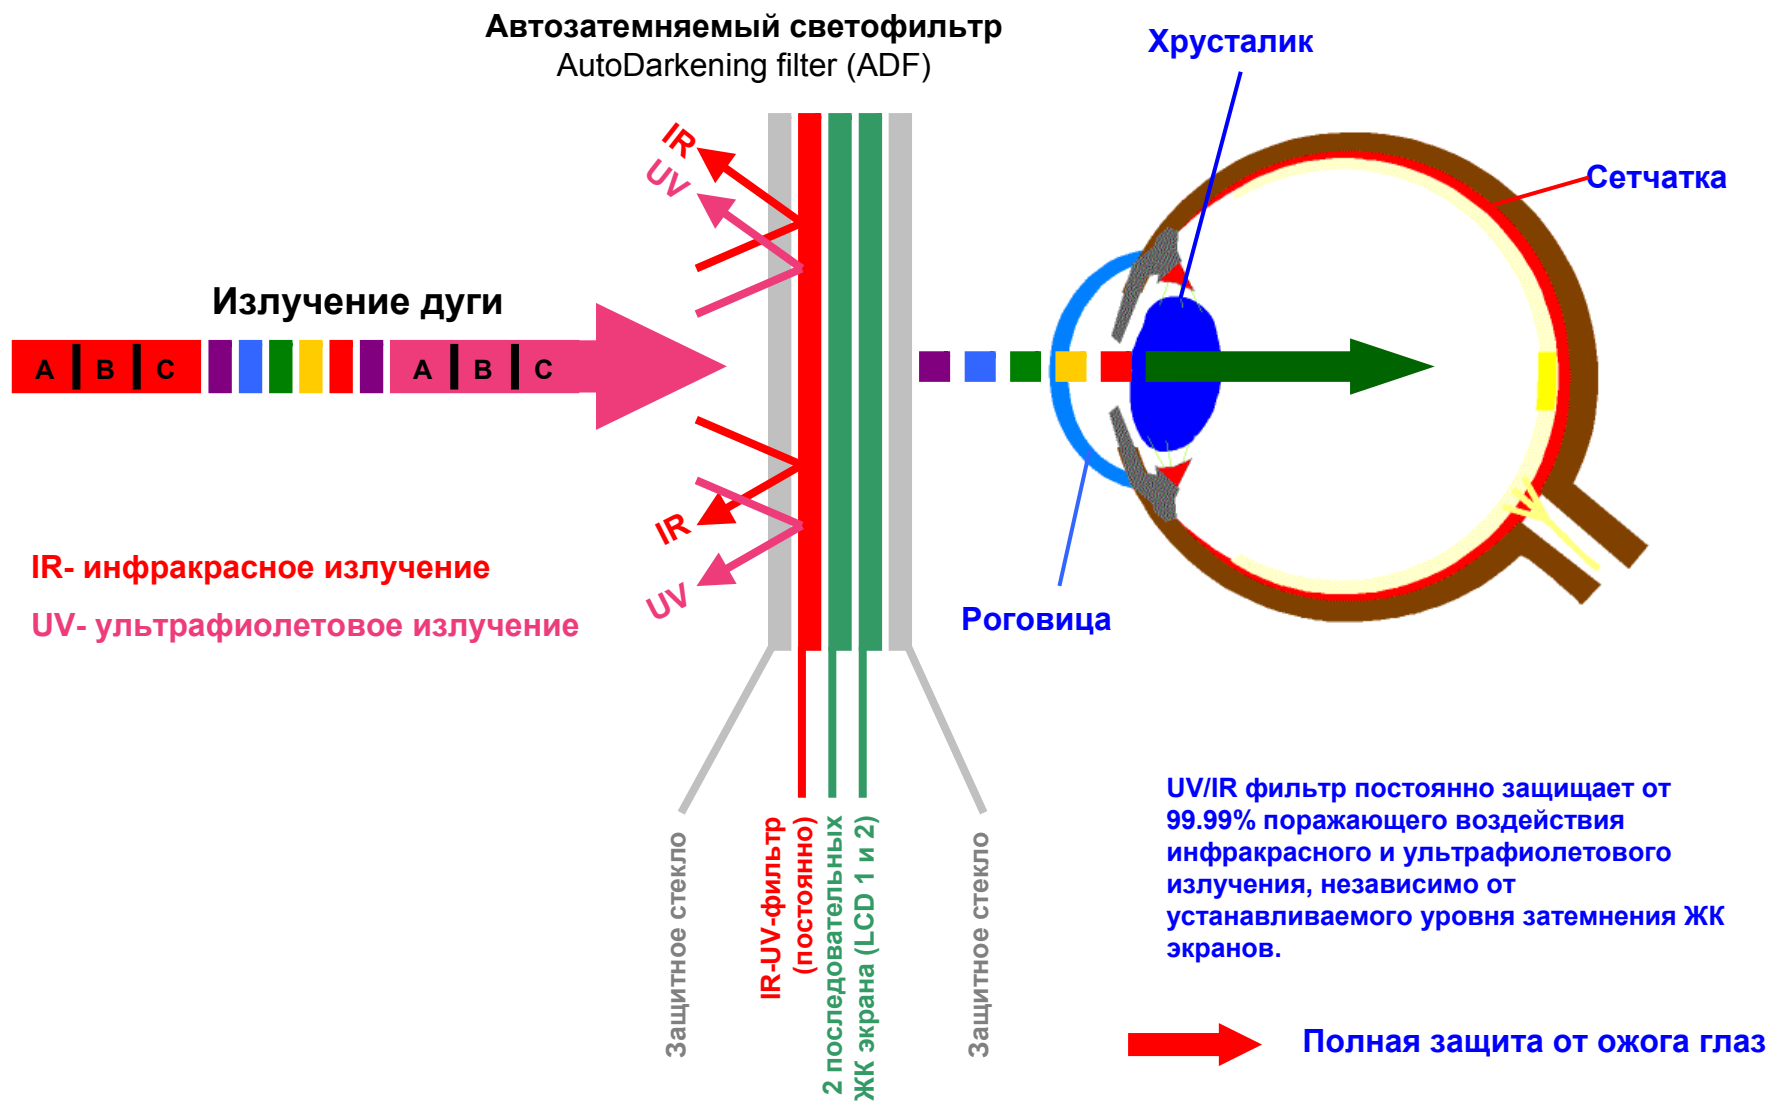 Автозатемняемый светофильтр
AutoDarkening filter (ADF)
Хрусталик
IR
UV
Сетчатка
Излучение дуги
A B C
A B C
IR
UV
IR- инфракрасное излучение
UV- ультрафиолетовое излучение
Роговица
Защитное стекло
IR-UV-фильтр
(постоянно)
2 последовательных
ЖК экрана (LCD 1 и 2)
Защитное стекло
UV/IR фильтр постоянно защищает от
99.99% поражающего воздействия
инфракрасного и ультрафиолетового
излучения, независимо от
устанавливаемого уровня затемнения ЖК
экранов.
Полная защита от ожога глаз